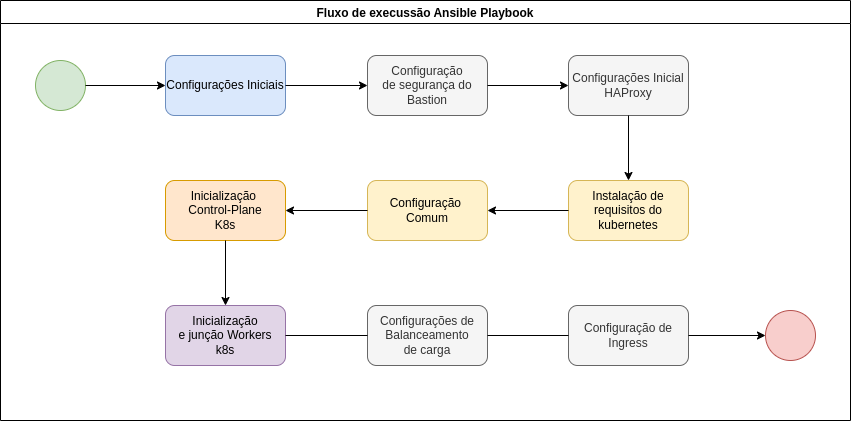 Fluxo de execussão Ansible Playbook
Configurações Iniciais
Configuração
de segurança do
Bastion
Configurações Inicial
HAProxy
Instalação de
requisitos do
kubernetes
Configuração
Comum
Inicialização
Control-Plane
K8s
Inicialização
e junção Workers
k8s
Configurações de
Balanceamento
de carga
Configuração de
Ingress